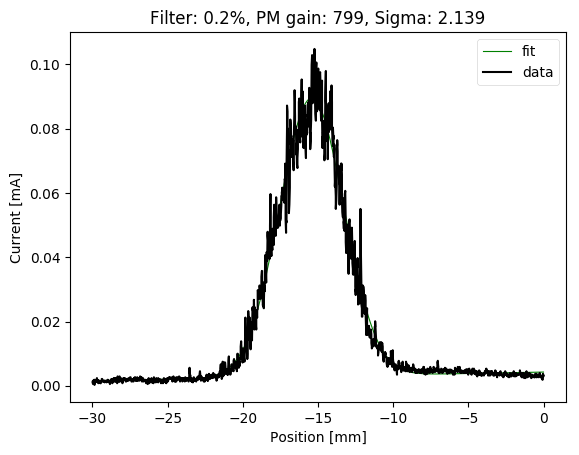 Filter: 0.2%, PM gain: 799, Sigma: 2.139
fit
data
0.10
0.08
0.06
0.04
0.02
0.00
Current [mA]
−30 −25 −20 −15 −10 −5 0
Position [mm]